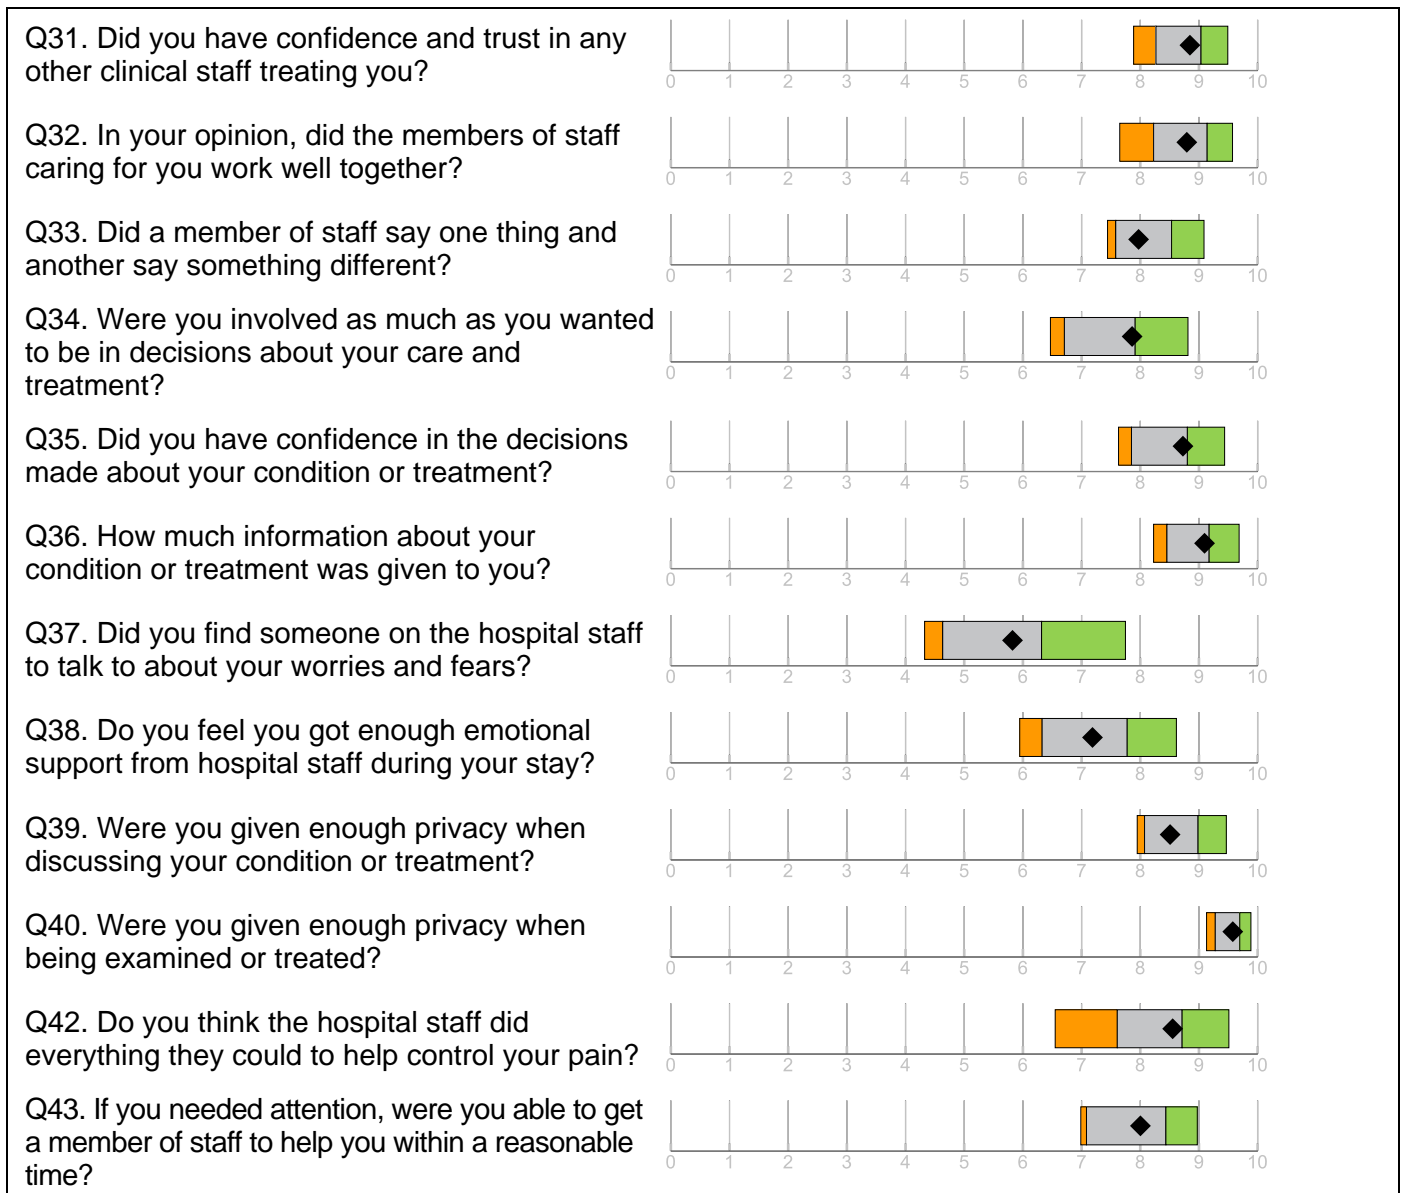 Q31. Did you have confidence and trust in any
other clinical staff treating you?
0 1 2 3 4 5 6 7 8 9 10
Q32. In your opinion, did the members of staff
caring for you work well together?
0 1 2 3 4 5 6 7 8 9 10
Q33. Did a member of staff say one thing and
another say something different?
0 1 2 3 4 5 6 7 8 9 10
Q34. Were you involved as much as you wanted
to be in decisions about your care and
treatment?
0 1 2 3 4 5 6 7 8 9 10
Q35. Did you have confidence in the decisions
made about your condition or treatment?
0 1 2 3 4 5 6 7 8 9 10
Q36. How much information about your
condition or treatment was given to you?
0 1 2 3 4 5 6 7 8 9 10
Q37. Did you find someone on the hospital staff
to talk to about your worries and fears?
0 1 2 3 4 5 6 7 8 9 10
Q38. Do you feel you got enough emotional
support from hospital staff during your stay?
0 1 2 3 4 5 6 7 8 9 10
Q39. Were you given enough privacy when
discussing your condition or treatment?
0 1 2 3 4 5 6 7 8 9 10
Q40. Were you given enough privacy when
being examined or treated?
0 1 2 3 4 5 6 7 8 9 10
Q42. Do you think the hospital staff did
everything they could to help control your pain?
0 1 2 3 4 5 6 7 8 9 10
Q43. If you needed attention, were you able to get
a member of staff to help you within a reasonable
time?
0 1 2 3 4 5 6 7 8 9 10